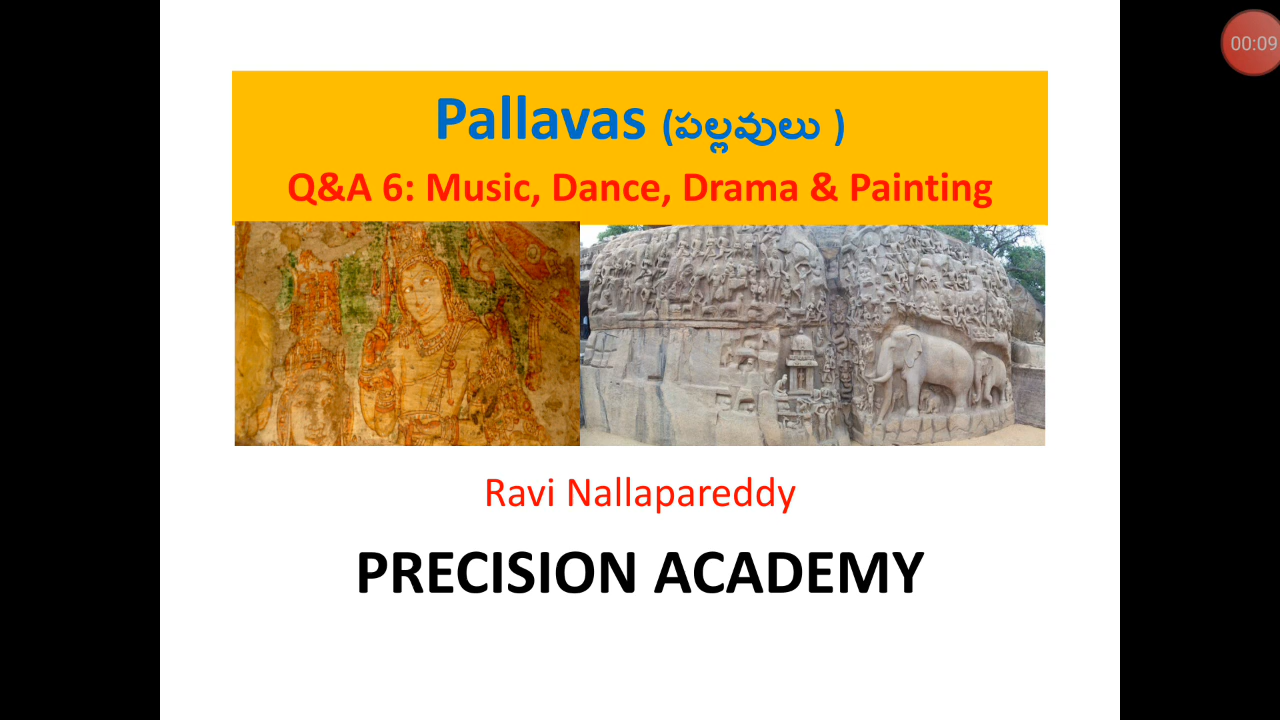 00:09
Pallavas (పల్లవులు )
Q&A 6: Music, Dance, Drama & Painting
Ravi Nallapareddy
PRECISION ACADEMY